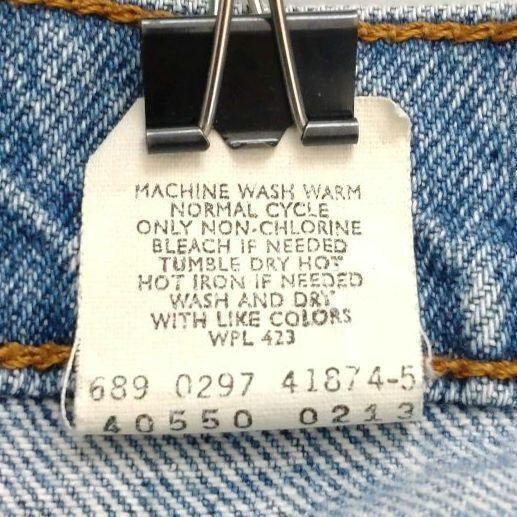 MACHINE WASH WARM
NORMAL CYCLE
ONLY NON-CHLORINE
BLEACH IF NEEDED
TUMBLE DRY HOT
HOT IRON IF NEEDED
WASH AND DRY
WITH LIKE COLORS
WPL 423
689 0297 41874-5
40550 0213